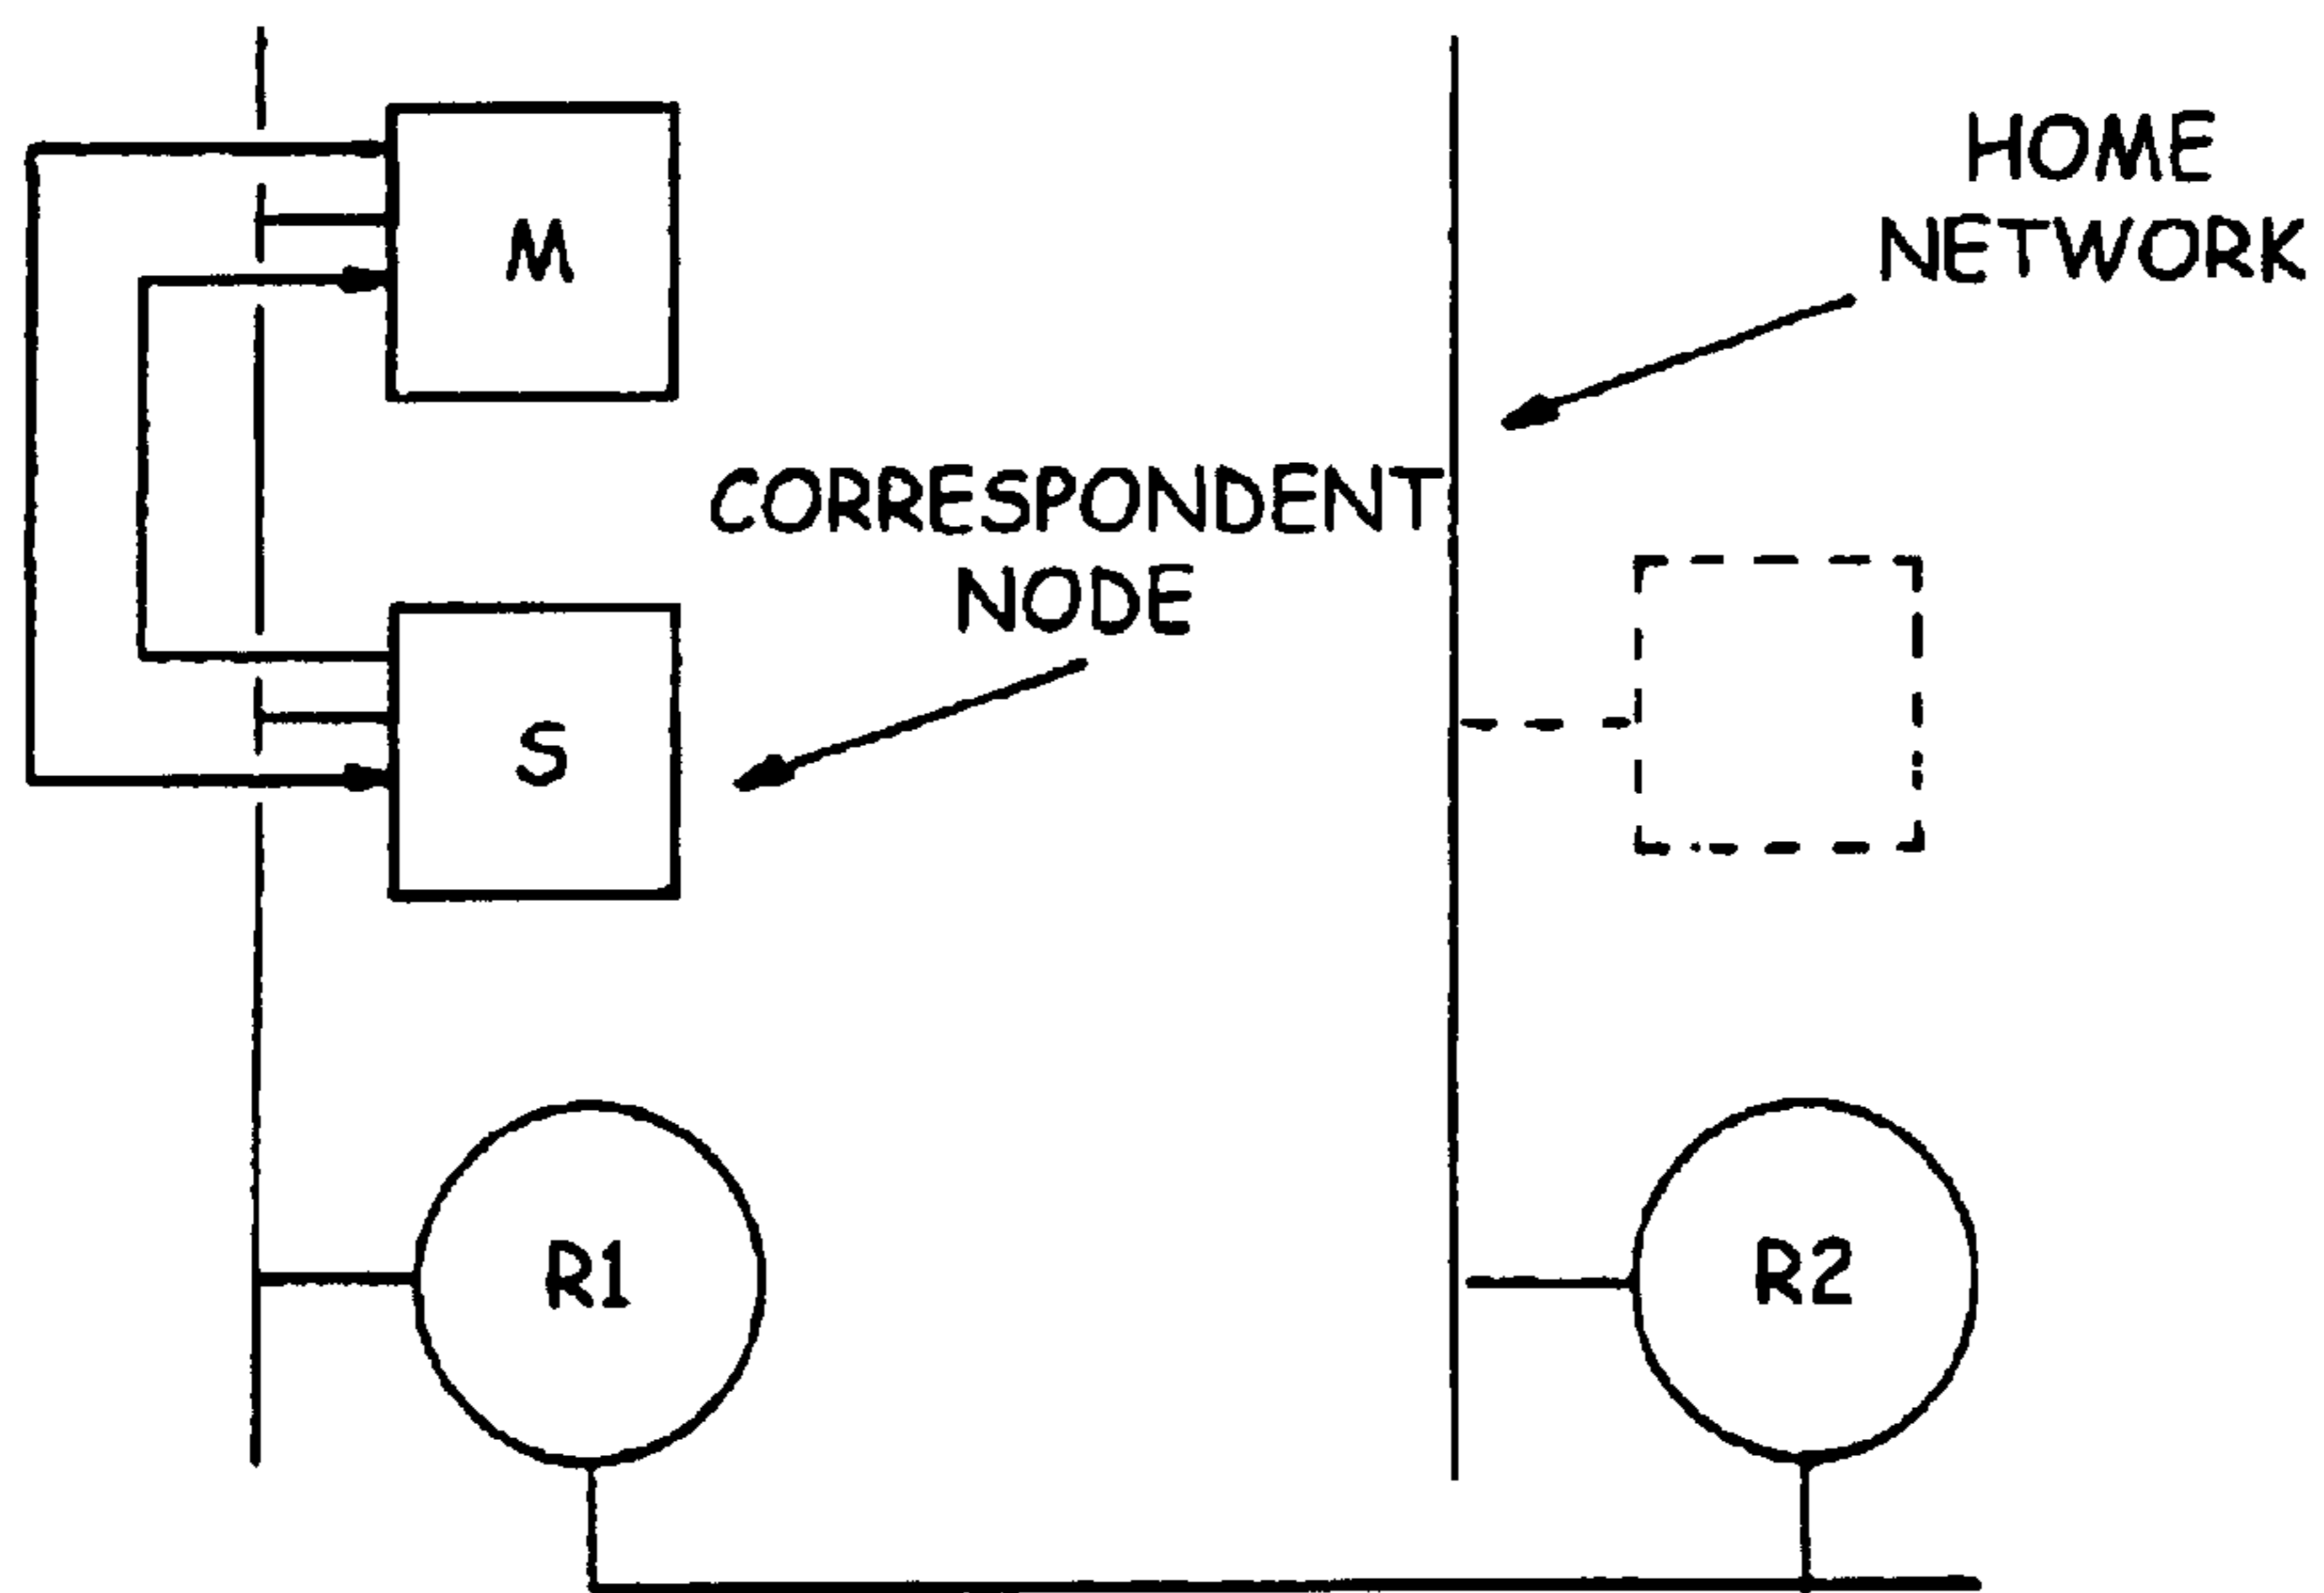 HOME
NETWORK
M
CORRESPONDENT
NODE
S
R1
R2